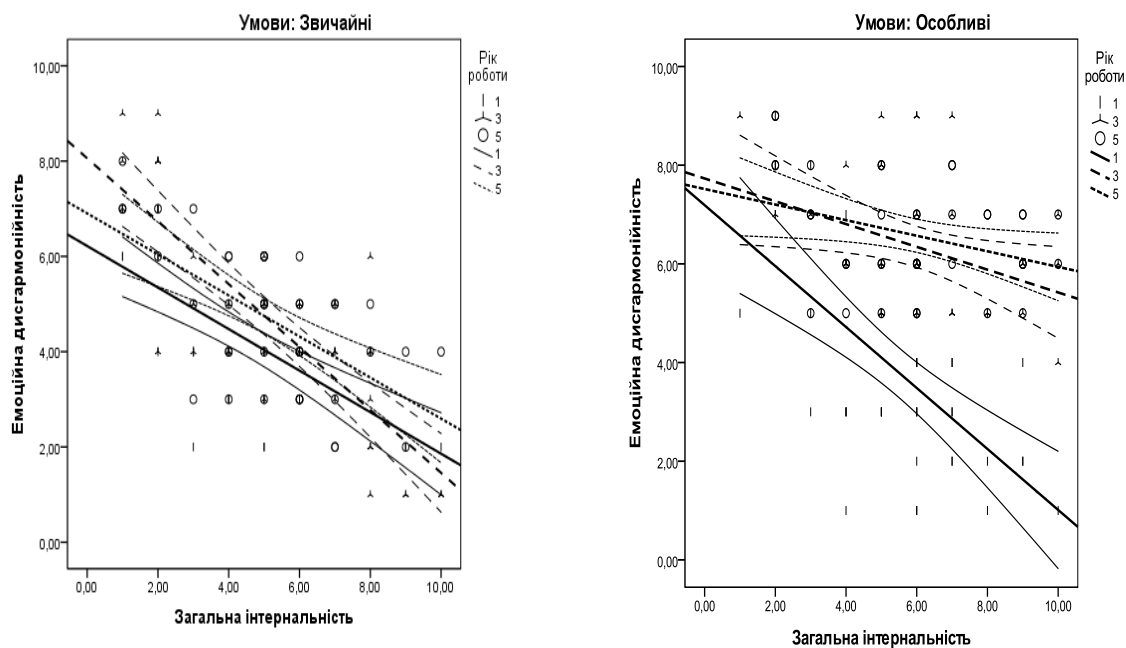 Умови: Звичайні
Рік
роботи
1
3
5
1
3
5
Емоційна дисгармонійність
10,00
8,00
6,00
4,00
2,00
0,00
0,00 2,00 4,00 6,00 8,00 10,00
Загальна інтернальність
Умови: Особливі
Рік
роботи
1
3
5
1
3
5
Емоційна дисгармонійність
10,00
8,00
6,00
4,00
2,00
0,00
0,00 2,00 4,00 6,00 8,00 10,00
Загальна інтернальність